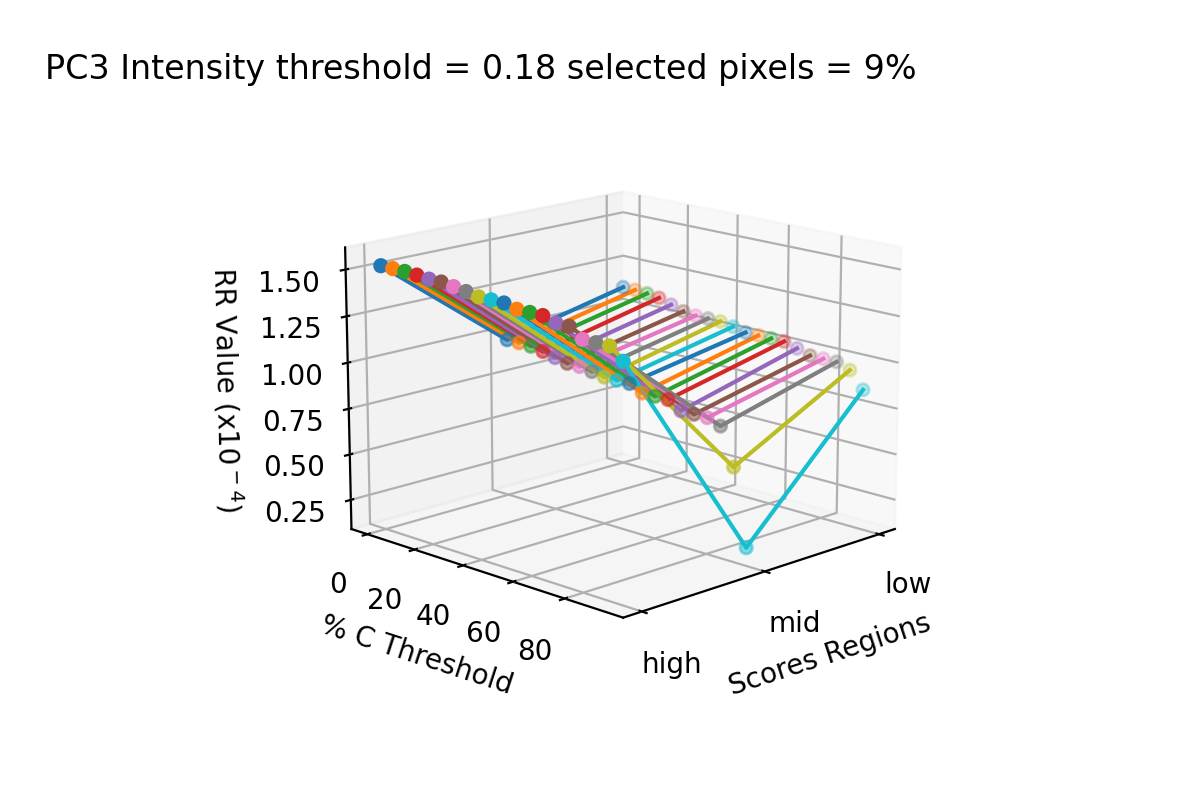 PC3 Intensity threshold = 0.18 selected pixels = 9%
RR Value (x10⁻⁴)
1.50
1.25
1.00
0.75
0.50
0.25
0
20
40
60
80
% C Threshold
high
mid
low
Scores Regions